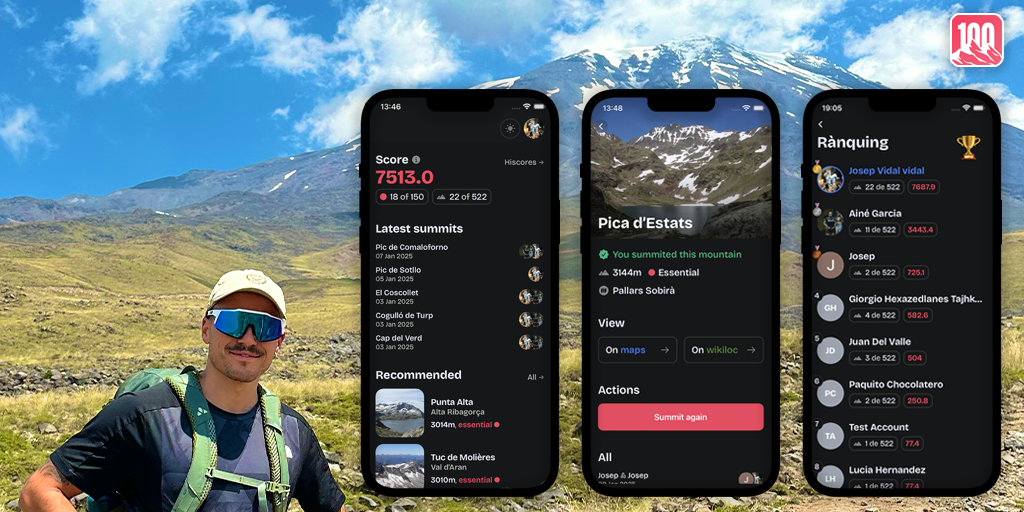 100
13:46
Score
Hiscores →
7513.0
18 of 150
22 of 522
Latest summits
Pic de Comaloforno
07 Jan 2025
Pic de Sotllo
05 Jan 2025
El Coscollet
03 Jan 2025
Cogulló de Turp
03 Jan 2025
Cap del Verd
03 Jan 2025
Recommended
All →
Punta Alta
Alta Ribagorça
3014m, essential
Tuc de Molières
Val d'Aran
3010m, essential
13:48
Pica d'Estats
You summited this mountain
3144m Essential
Pallars Sobirà
View
On maps →
On wikiloc →
Actions
Summit again
All
Josep & Josep
J
19:05
Rànquing
Josep Vidal vidal
22 de 522 7687.9
Ainé Garcia
11 de 522 3443.4
J
Josep
2 de 522 725.1
4
GH
Giorgio Hexazedlanes Tajhk...
4 de 522 582.6
5
JD
Juan Del Valle
3 de 522 504
6
PC
Paquito Chocolatero
2 de 522 250.8
7
TA
Test Account
1 de 522 77.4
8
LH
Lucia Hernandez
1 de 522 77.4